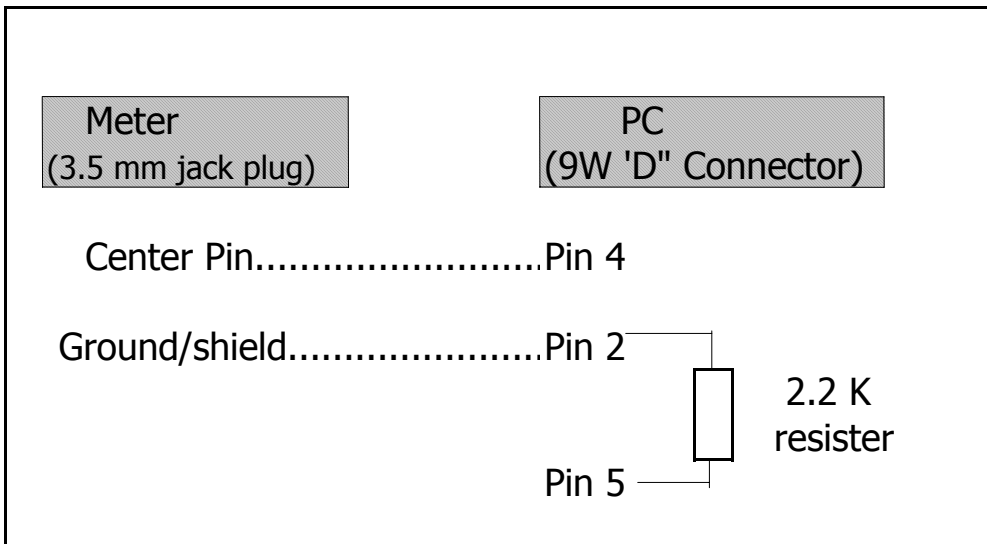 Meter
(3.5 mm jack plug)
PC
(9W 'D" Connector)
Center Pin..........................Pin 4
Ground/shield.......................Pin 2
2.2 K
resister
Pin 5